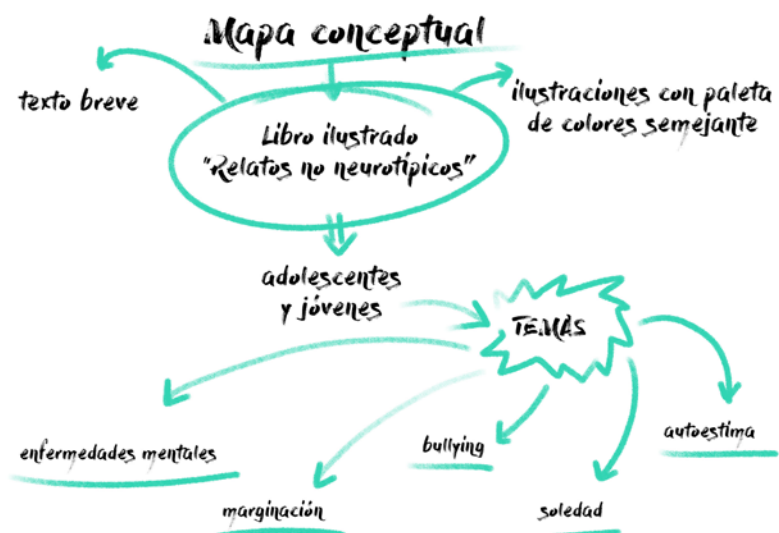 Mapa conceptual
texto breve
ilustraciones con paleta
de colores semejante
Libro ilustrado
"Relatos no neurotípicos"
adolescentes
y jóvenes
TEMAS
enfermedades mentales
marginación
bullying
soledad
autoestima